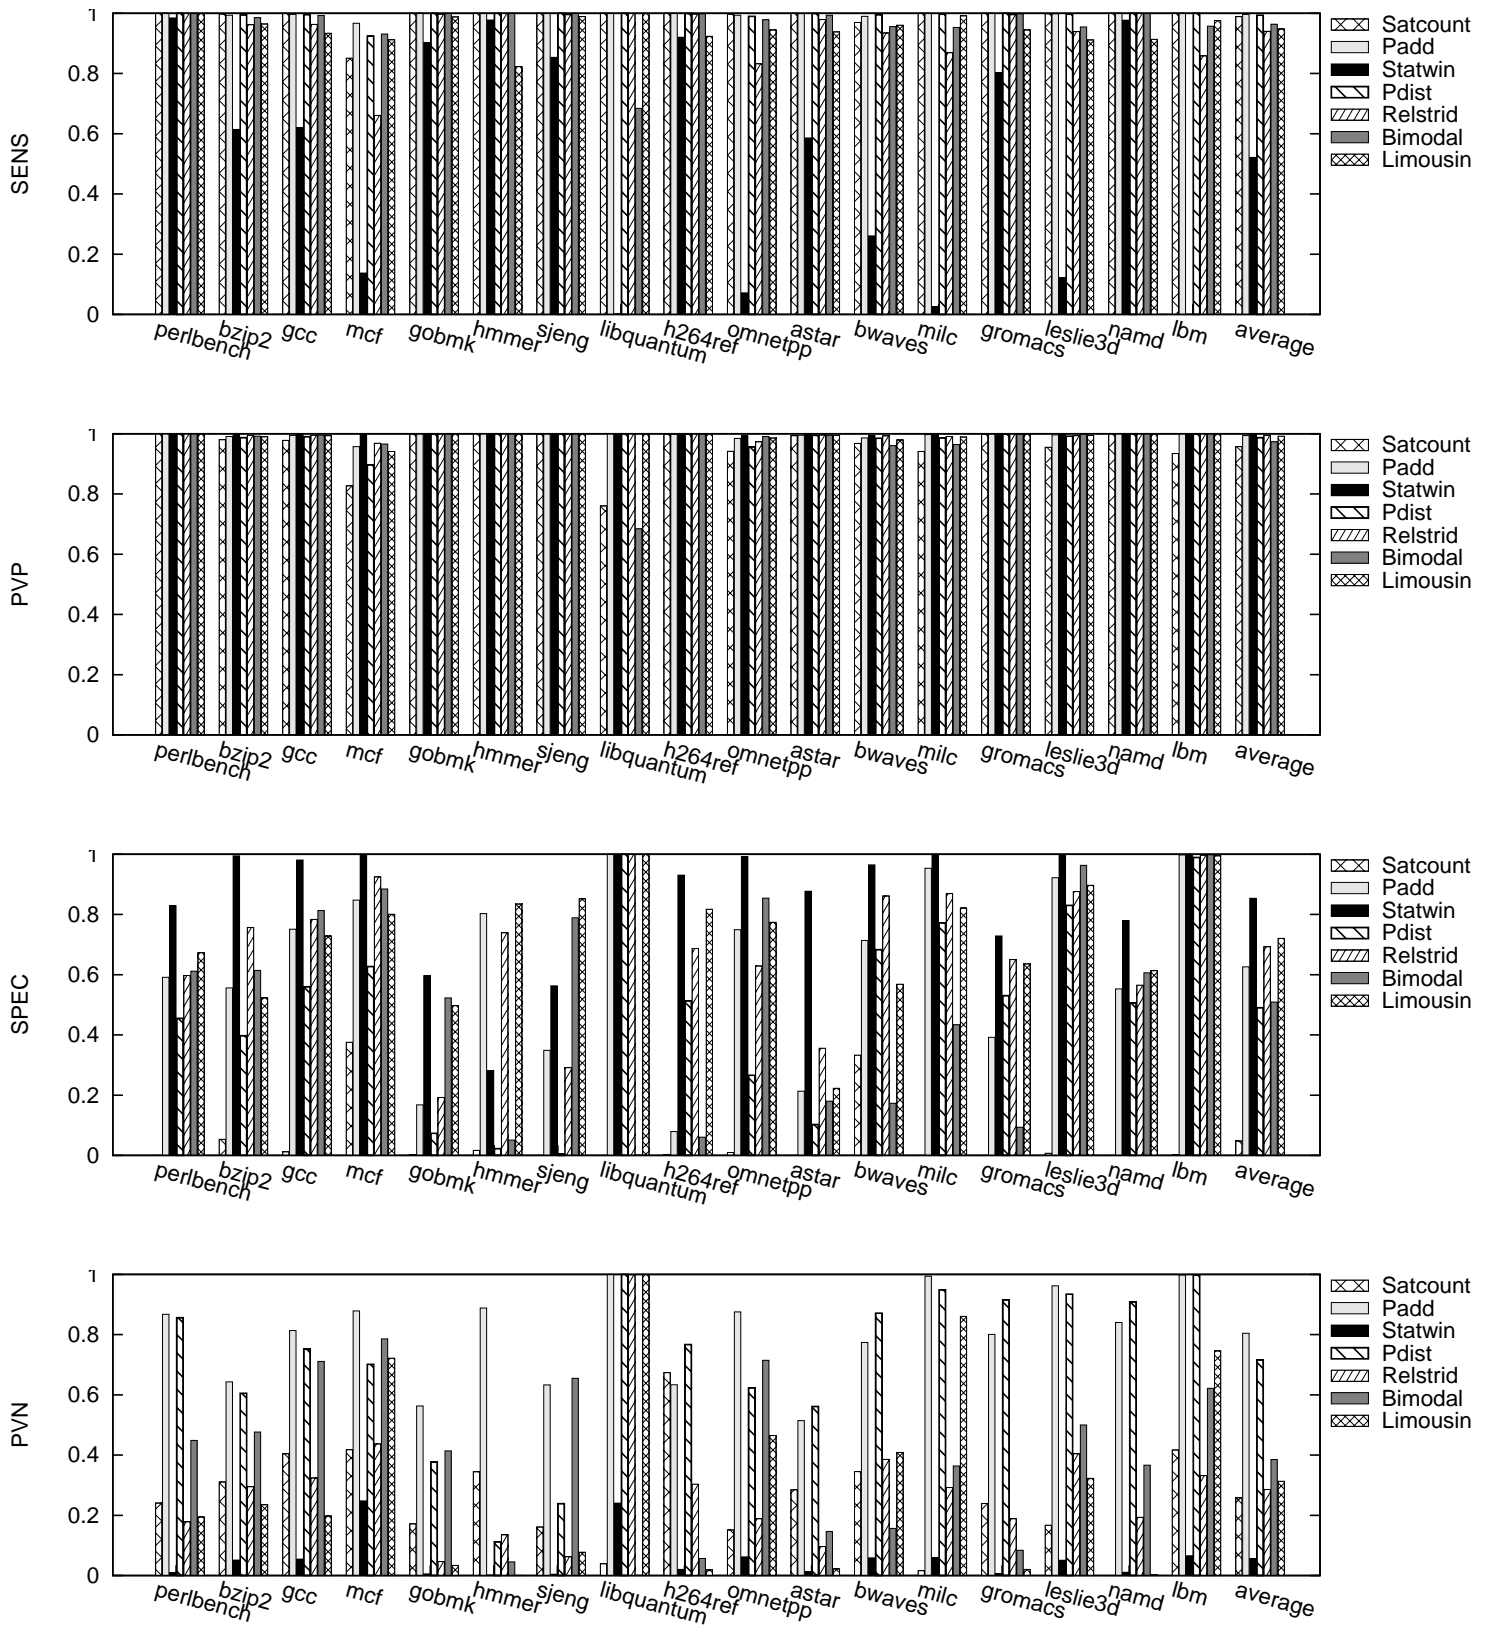 SENS
1
0.8
0.6
0.4
0.2
0
perlbench bzip2 gcc mcf gobmk hmmer sjeng libquantum h264ref omnetpp astar bwaves milc gromacs leslie3d namd lbm average
Satcount
Padd
Statwin
Pdist
Relstrid
Bimodal
Limousin
PVP
1
0.8
0.6
0.4
0.2
0
perlbench bzip2 gcc mcf gobmk hmmer sjeng libquantum h264ref omnetpp astar bwaves milc gromacs leslie3d namd lbm average
Satcount
Padd
Statwin
Pdist
Relstrid
Bimodal
Limousin
SPEC
1
0.8
0.6
0.4
0.2
0
perlbench bzip2 gcc mcf gobmk hmmer sjeng libquantum h264ref omnetpp astar bwaves milc gromacs leslie3d namd lbm average
Satcount
Padd
Statwin
Pdist
Relstrid
Bimodal
Limousin
PVN
1
0.8
0.6
0.4
0.2
0
perlbench bzip2 gcc mcf gobmk hmmer sjeng libquantum h264ref omnetpp astar bwaves milc gromacs leslie3d namd lbm average
Satcount
Padd
Statwin
Pdist
Relstrid
Bimodal
Limousin